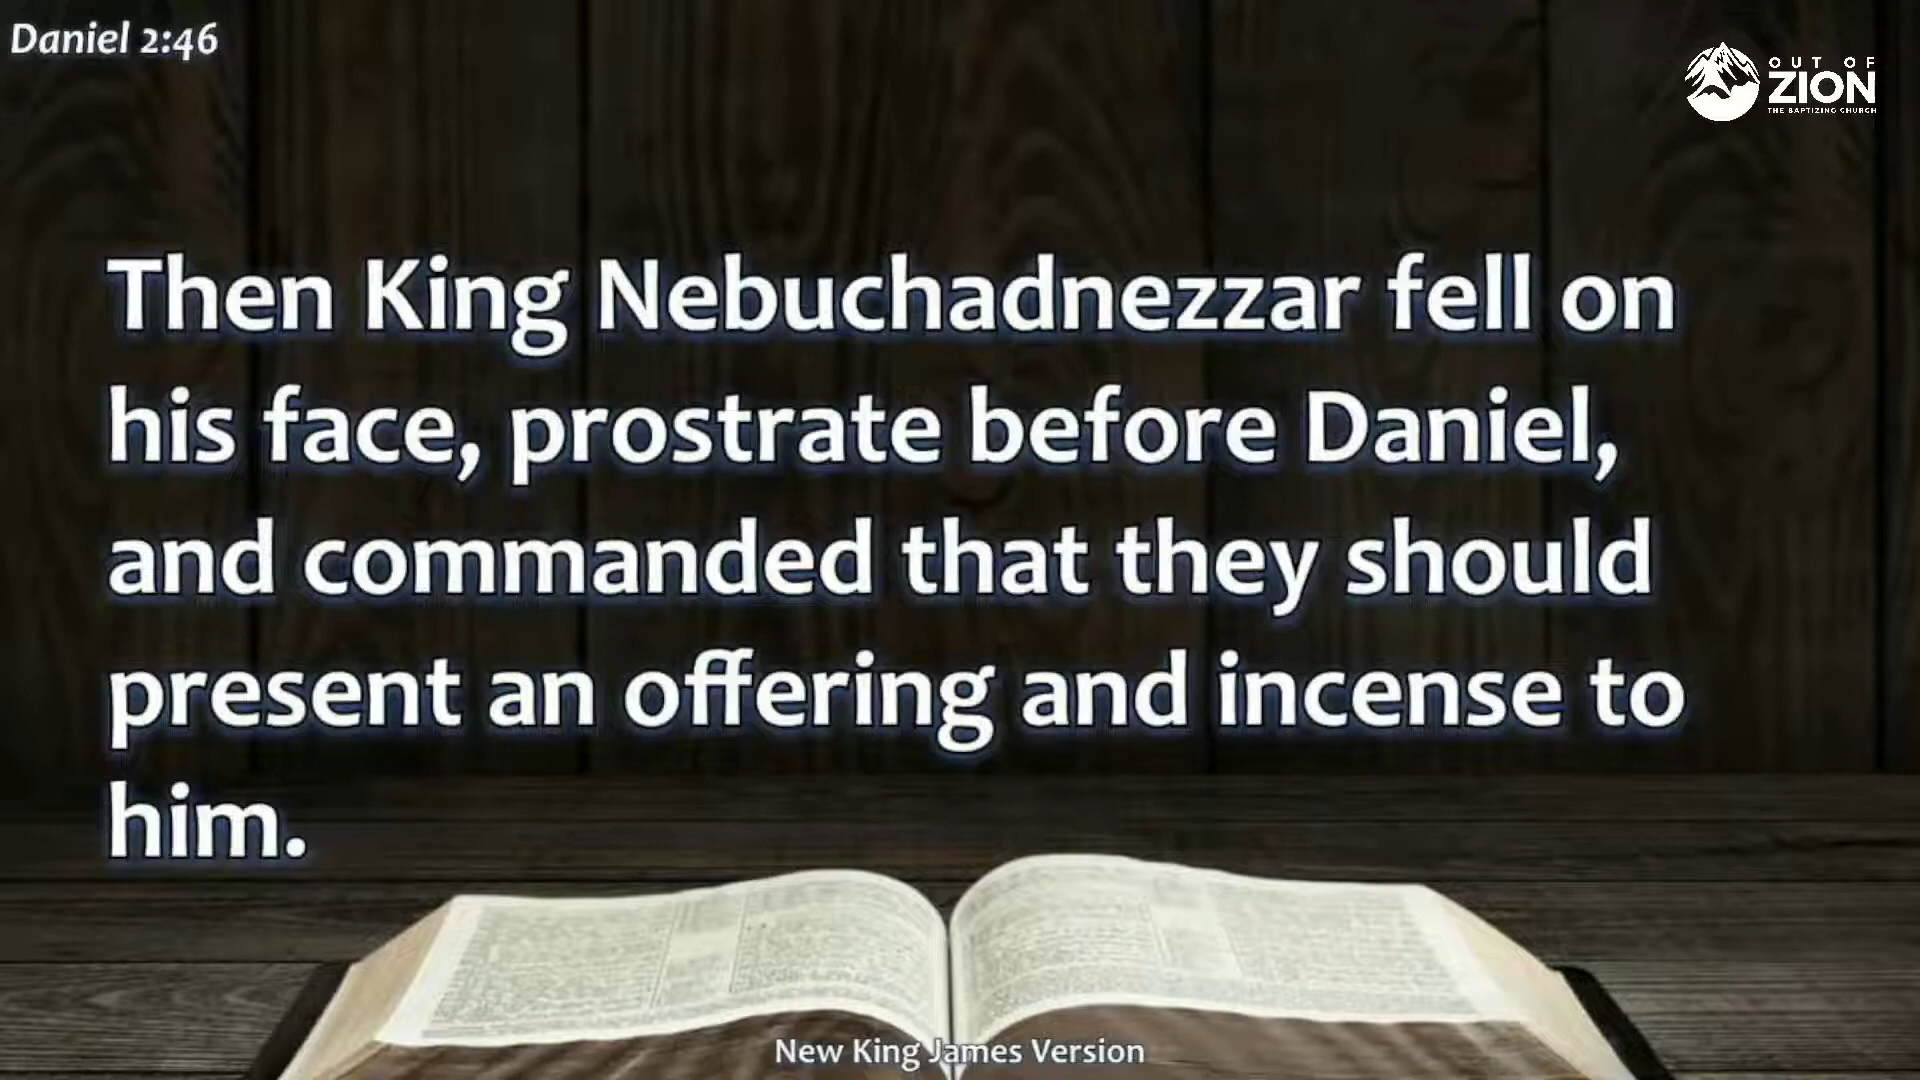 Daniel 2:46
OUT OF
ZION
THE BAPTIZING CHURCH
Then King Nebuchadnezzar fell on
his face, prostrate before Daniel,
and commanded that they should
present an offering and incense to
him.
New King James Version